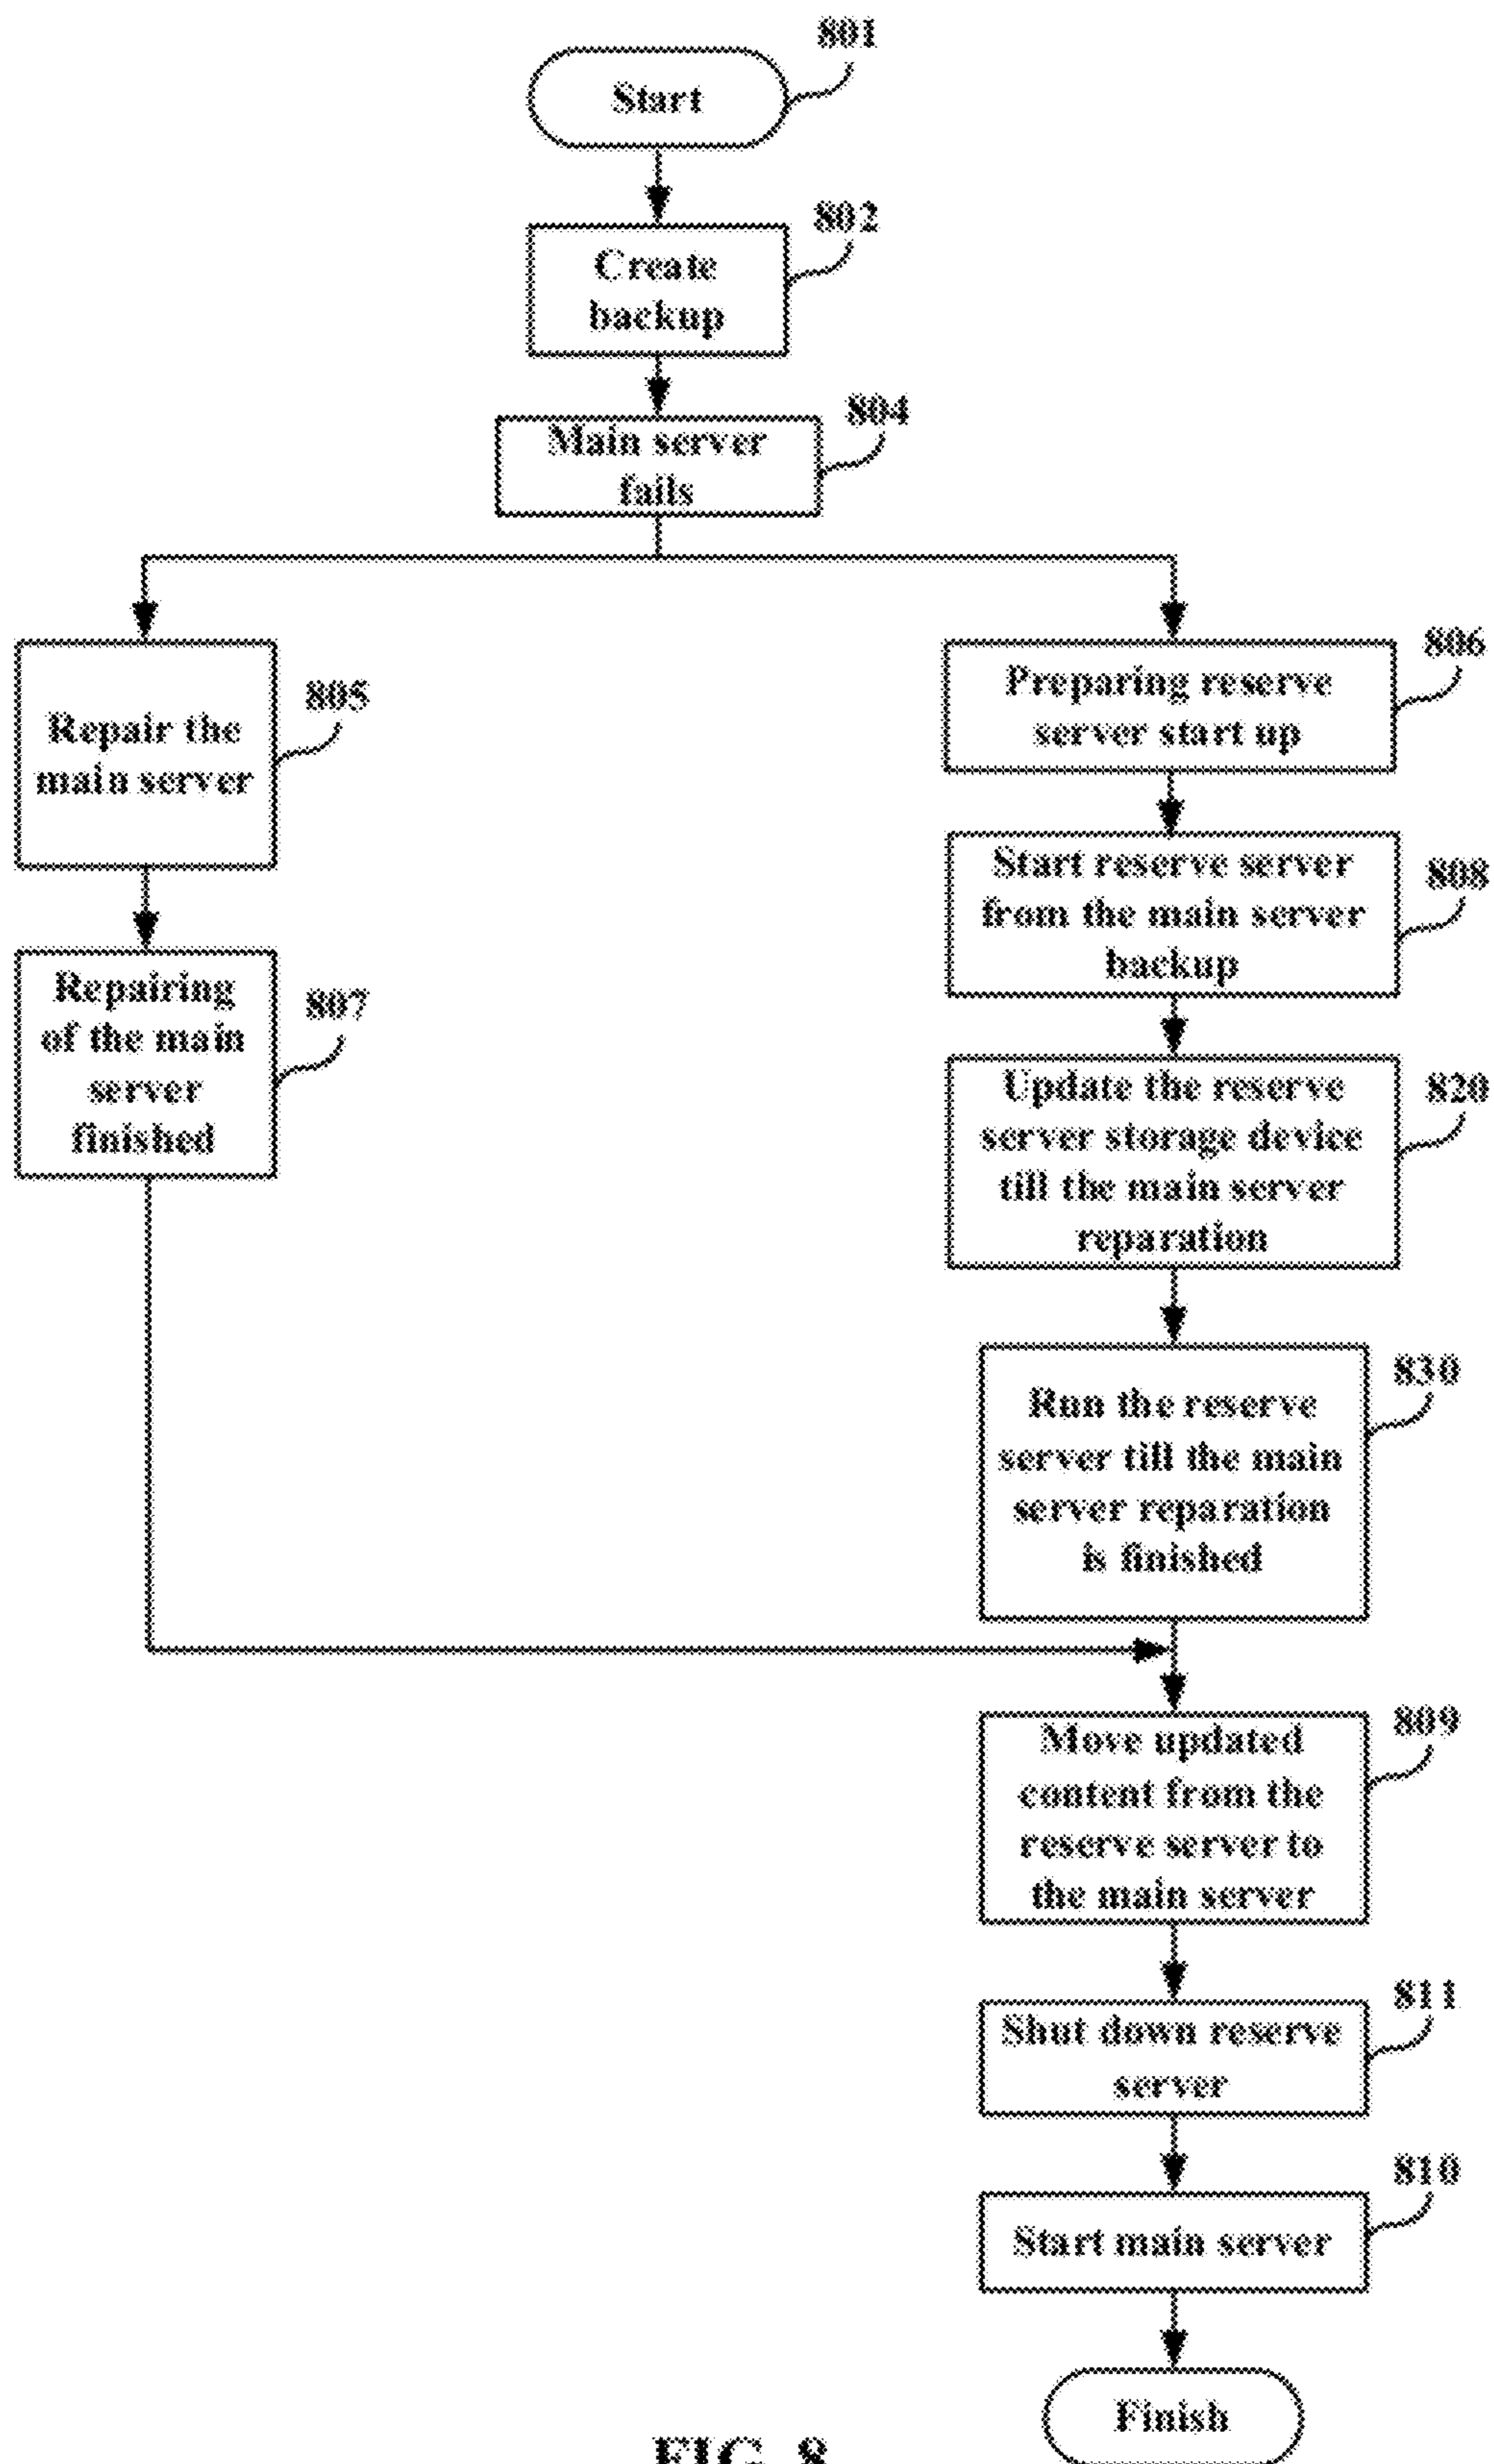 801
Start
802
Create
backup
804
Main server
fails
805
Repair the
main server
806
Preparing reserve
server start up
808
Start reserve server
from the main server
backup
807
Repairing
of the main
server
finished
820
Update the reserve
server storage device
till the main server
reparation
830
Run the reserve
server till the main
server reparation
is finished
809
Move updated
content from the
reserve server to
the main server
811
Shut down reserve
server
810
Start main server
Finish
FIG. 8